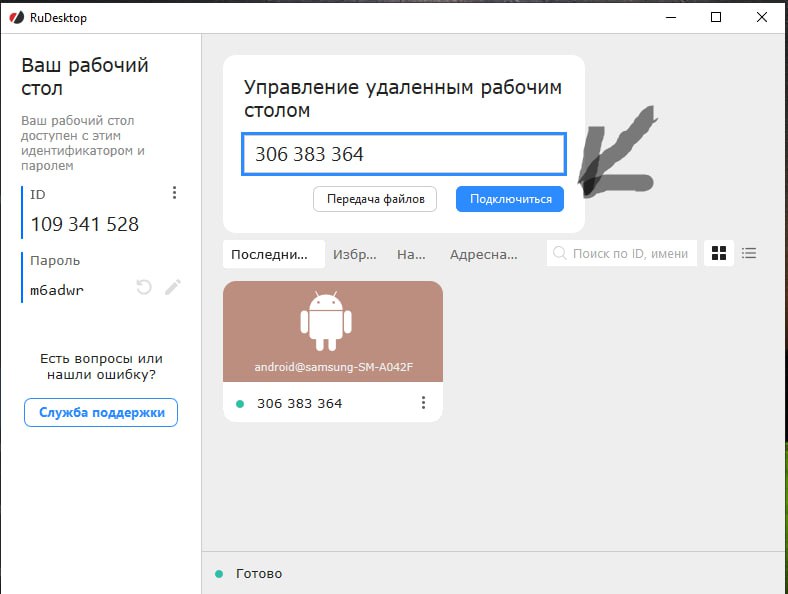 RuDesktop
Ваш рабочий
стол
Ваш рабочий стол
доступен с этим
идентификатором и
паролем
ID
109 341 528
Пароль
m6adwr
Есть вопросы или
нашли ошибку?
Служба поддержки
Управление удаленным рабочим
столом
306 383 364
Передача файлов
Подключиться
Последни...
Избр...
На...
Адресна...
Поиск по ID, имени
android@samsung-SM-A042F
306 383 364
Готово